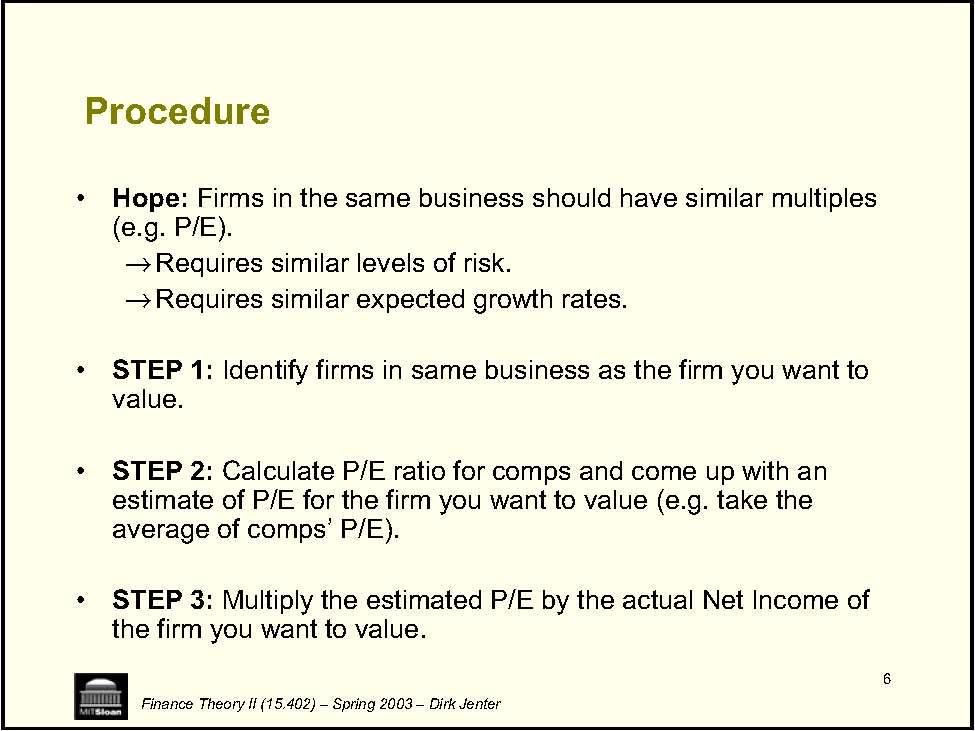 Procedure
• Hope: Firms in the same business should have similar multiples
(e.g. P/E).
→Requires similar levels of risk.
→Requires similar expected growth rates.
• STEP 1: Identify firms in same business as the firm you want to
value.
• STEP 2: Calculate P/E ratio for comps and come up with an
estimate of P/E for the firm you want to value (e.g. take the
average of comps’ P/E).
• STEP 3: Multiply the estimated P/E by the actual Net Income of
the firm you want to value.
6
MITSloan
Finance Theory II (15.402) – Spring 2003 – Dirk Jenter